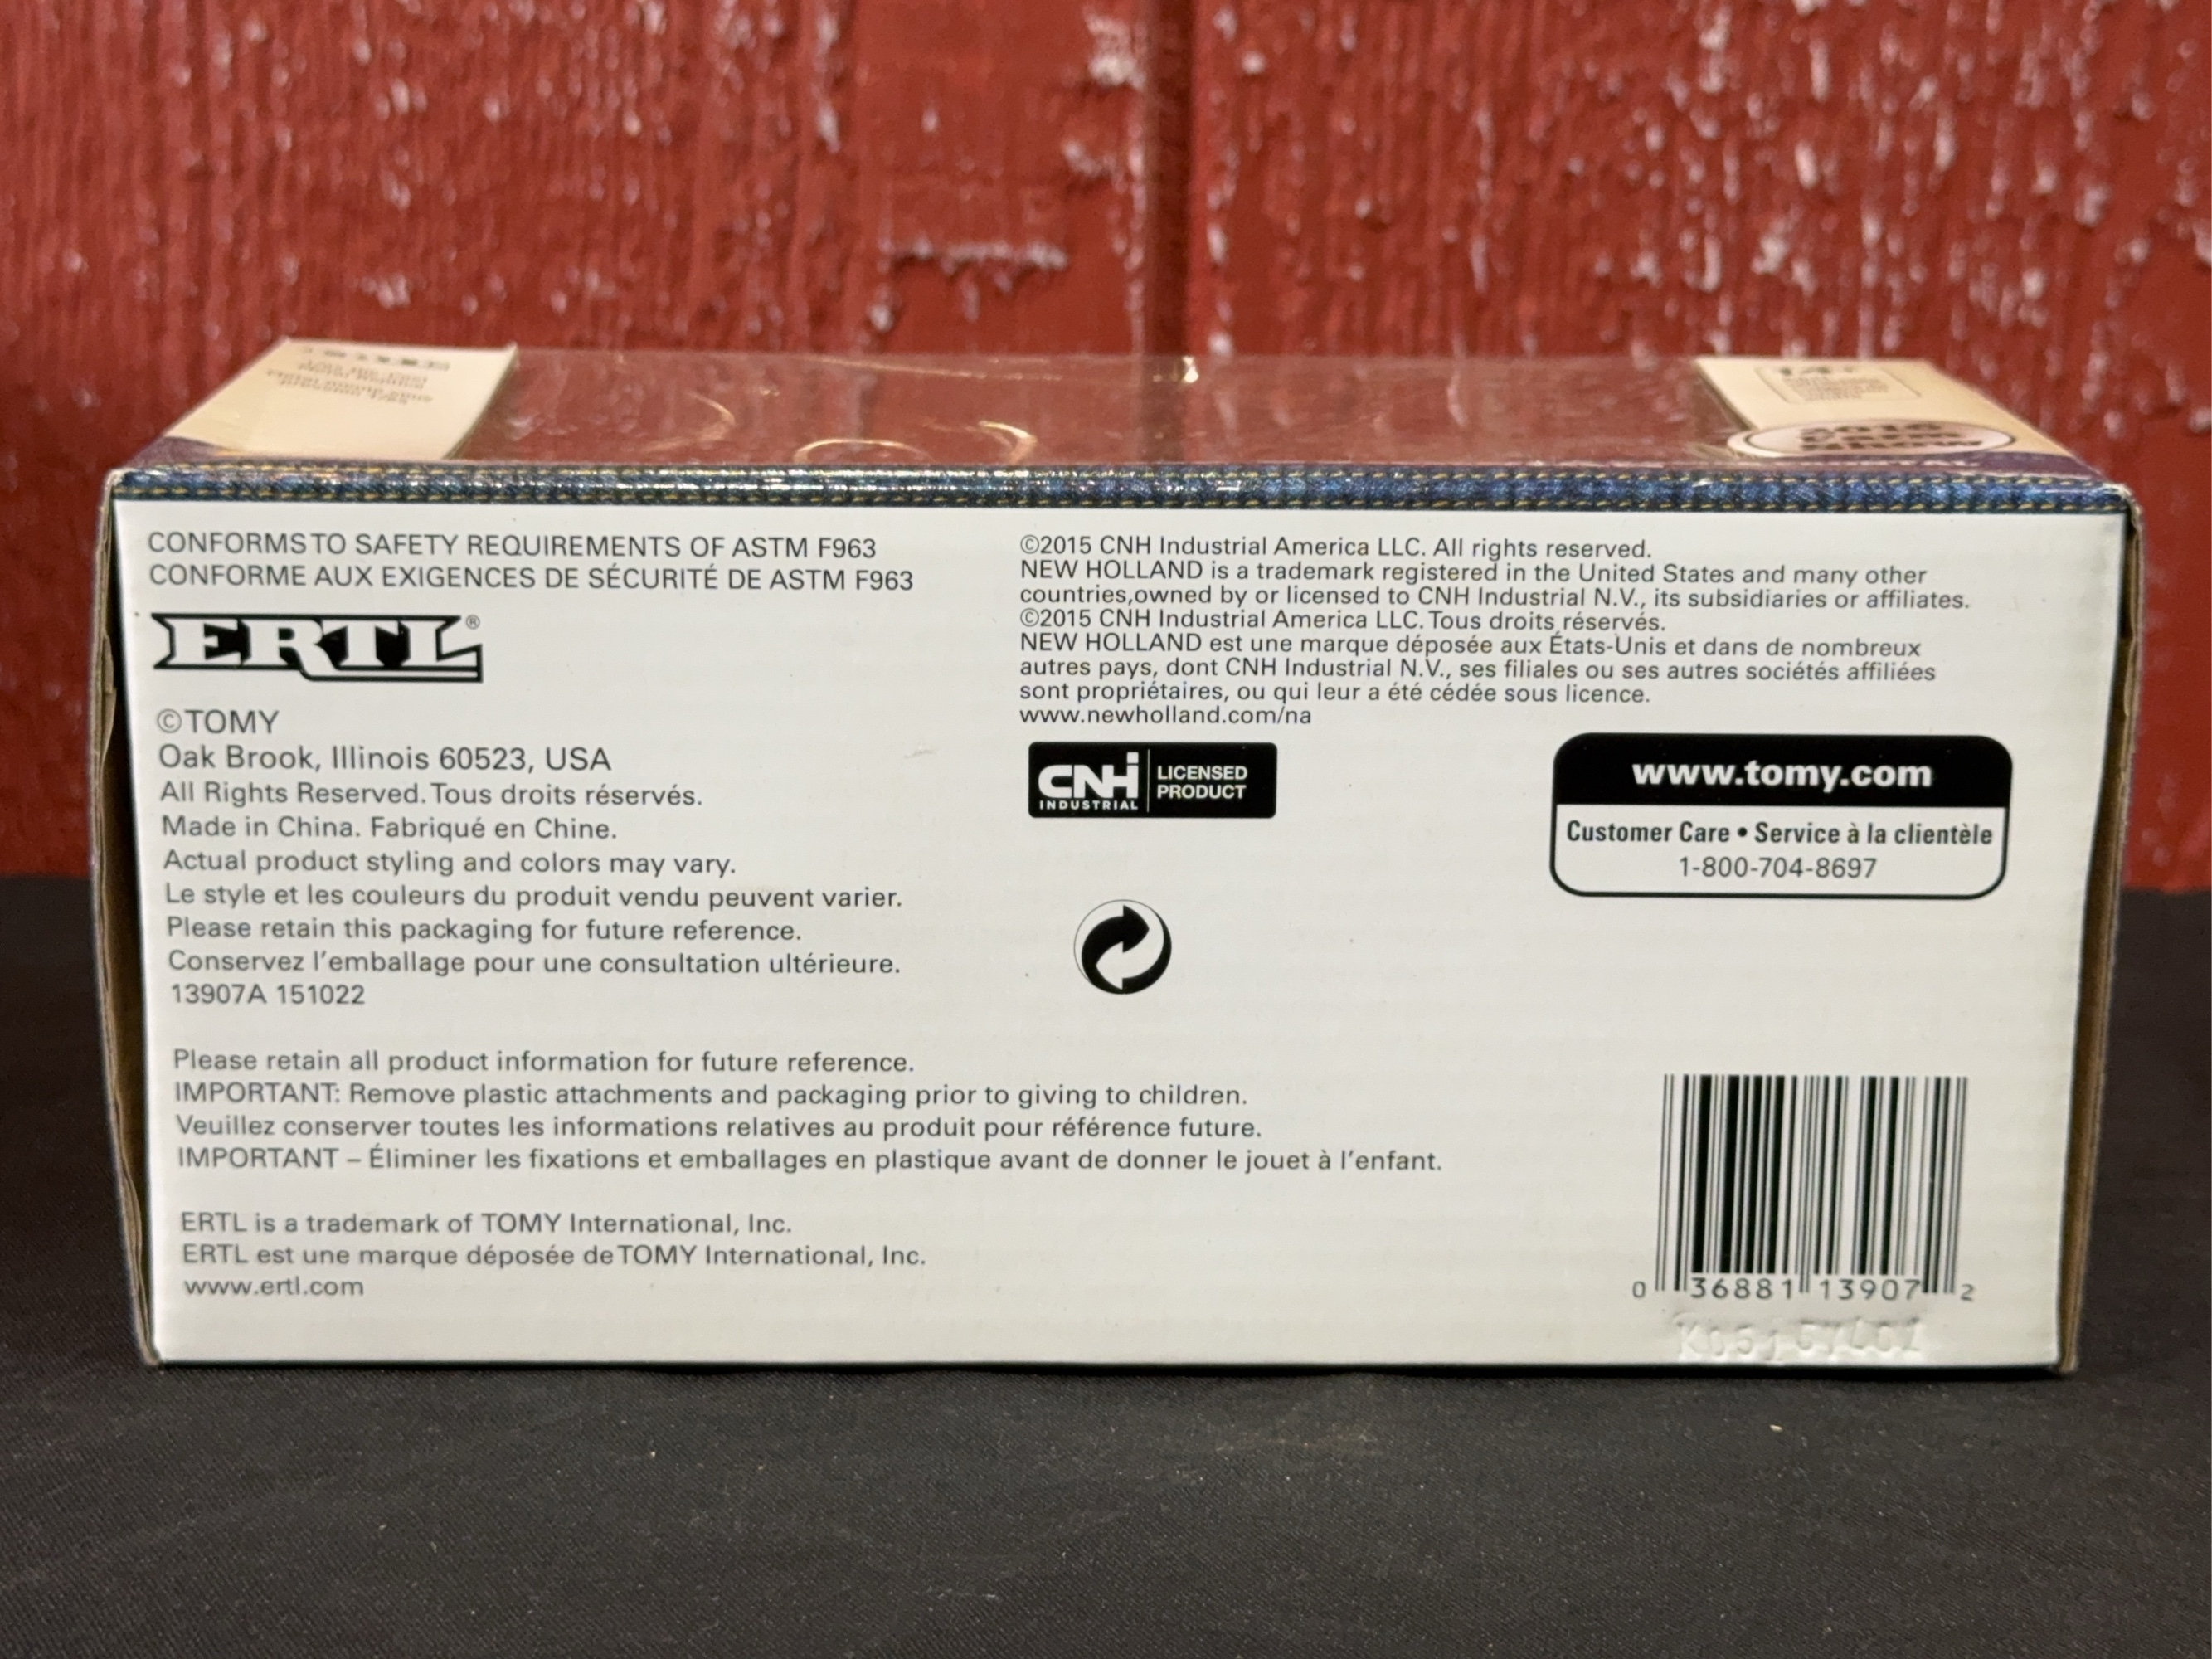 14+
2016
Farm
Show
CONFORMS TO SAFETY REQUIREMENTS OF ASTM F963
CONFORME AUX EXIGENCES DE SÉCURITÉ DE ASTM F963
ERTL®
©TOMY
Oak Brook, Illinois 60523, USA
All Rights Reserved. Tous droits réservés.
Made in China. Fabriqué en Chine.
Actual product styling and colors may vary.
Le style et les couleurs du produit vendu peuvent varier.
Please retain this packaging for future reference.
Conservez l'emballage pour une consultation ultérieure.
13907A 151022
Please retain all product information for future reference.
IMPORTANT: Remove plastic attachments and packaging prior to giving to children.
Veuillez conserver toutes les informations relatives au produit pour référence future.
IMPORTANT – Éliminer les fixations et emballages en plastique avant de donner le jouet à l'enfant.
ERTL is a trademark of TOMY International, Inc.
ERTL est une marque déposée de TOMY International, Inc.
www.ertl.com
©2015 CNH Industrial America LLC. All rights reserved.
NEW HOLLAND is a trademark registered in the United States and many other
countries,owned by or licensed to CNH Industrial N.V., its subsidiaries or affiliates.
©2015 CNH Industrial America LLC. Tous droits réservés.
NEW HOLLAND est une marque déposée aux États-Unis et dans de nombreux
autres pays, dont CNH Industrial N.V., ses filiales ou ses autres sociétés affiliées
sont propriétaires, ou qui leur a été cédée sous licence.
www.newholland.com/na
CNH
INDUSTRIAL
LICENSED
PRODUCT
www.tomy.com
Customer Care • Service à la clientèle
1-800-704-8697
0 36881 13907 2